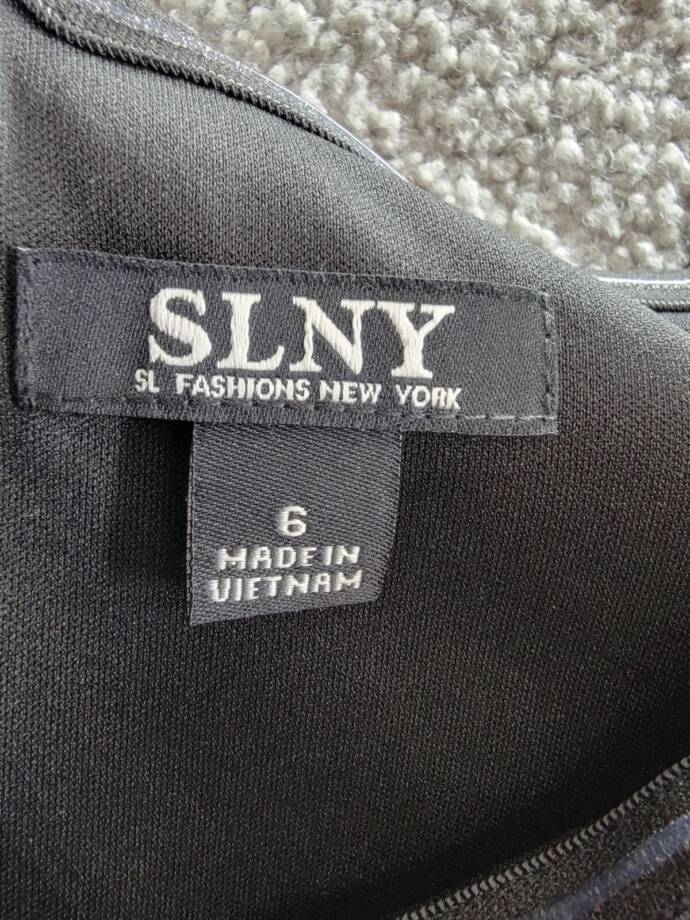 SLNY
SL FASHIONS NEW YORK
6
MADE IN
VIETNAM